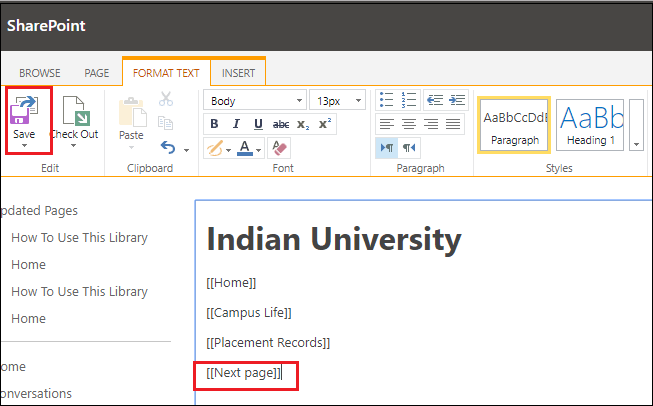 SharePoint
BROWSE PAGE FORMAT TEXT INSERT
Save
Check Out
Edit
Paste
Clipboard
Body 13px
B I U abc x₂ x²
A
Font
Paragraph
AaBbCcDdE
Paragraph
AaBb
Heading 1
Styles
pdated Pages
How To Use This Library
Home
How To Use This Library
Home
ome
onversations
Indian University
[[Home]]
[[Campus Life]]
[[Placement Records]]
[[Next page]]